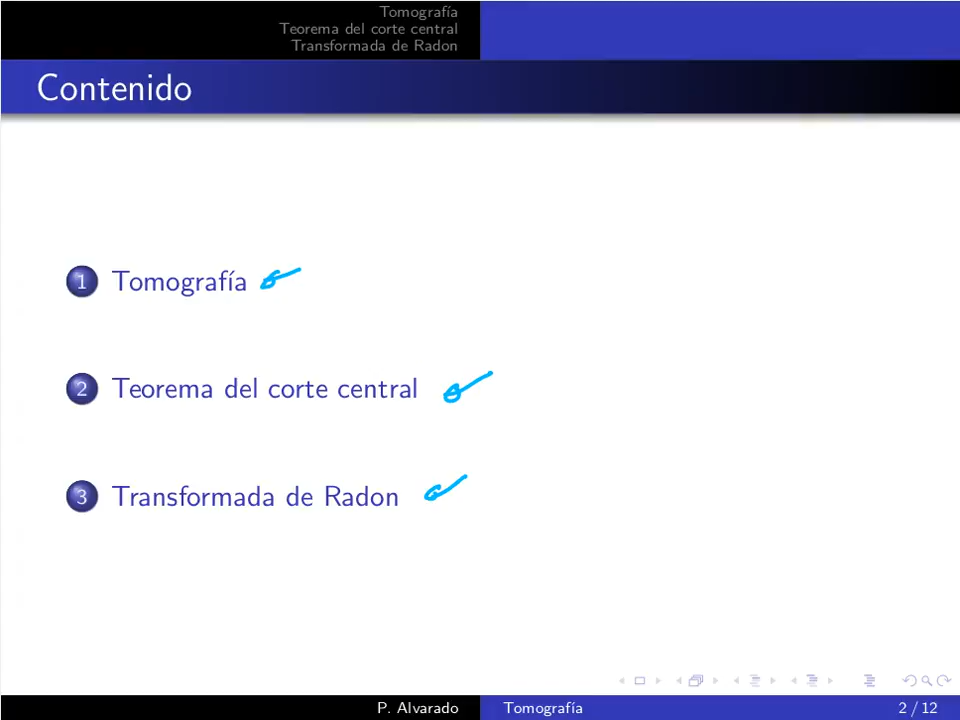 Tomografía
Teorema del corte central
Transformada de Radon
Contenido
1 Tomografía
2 Teorema del corte central
3 Transformada de Radon
P. Alvarado Tomografía 2 / 12